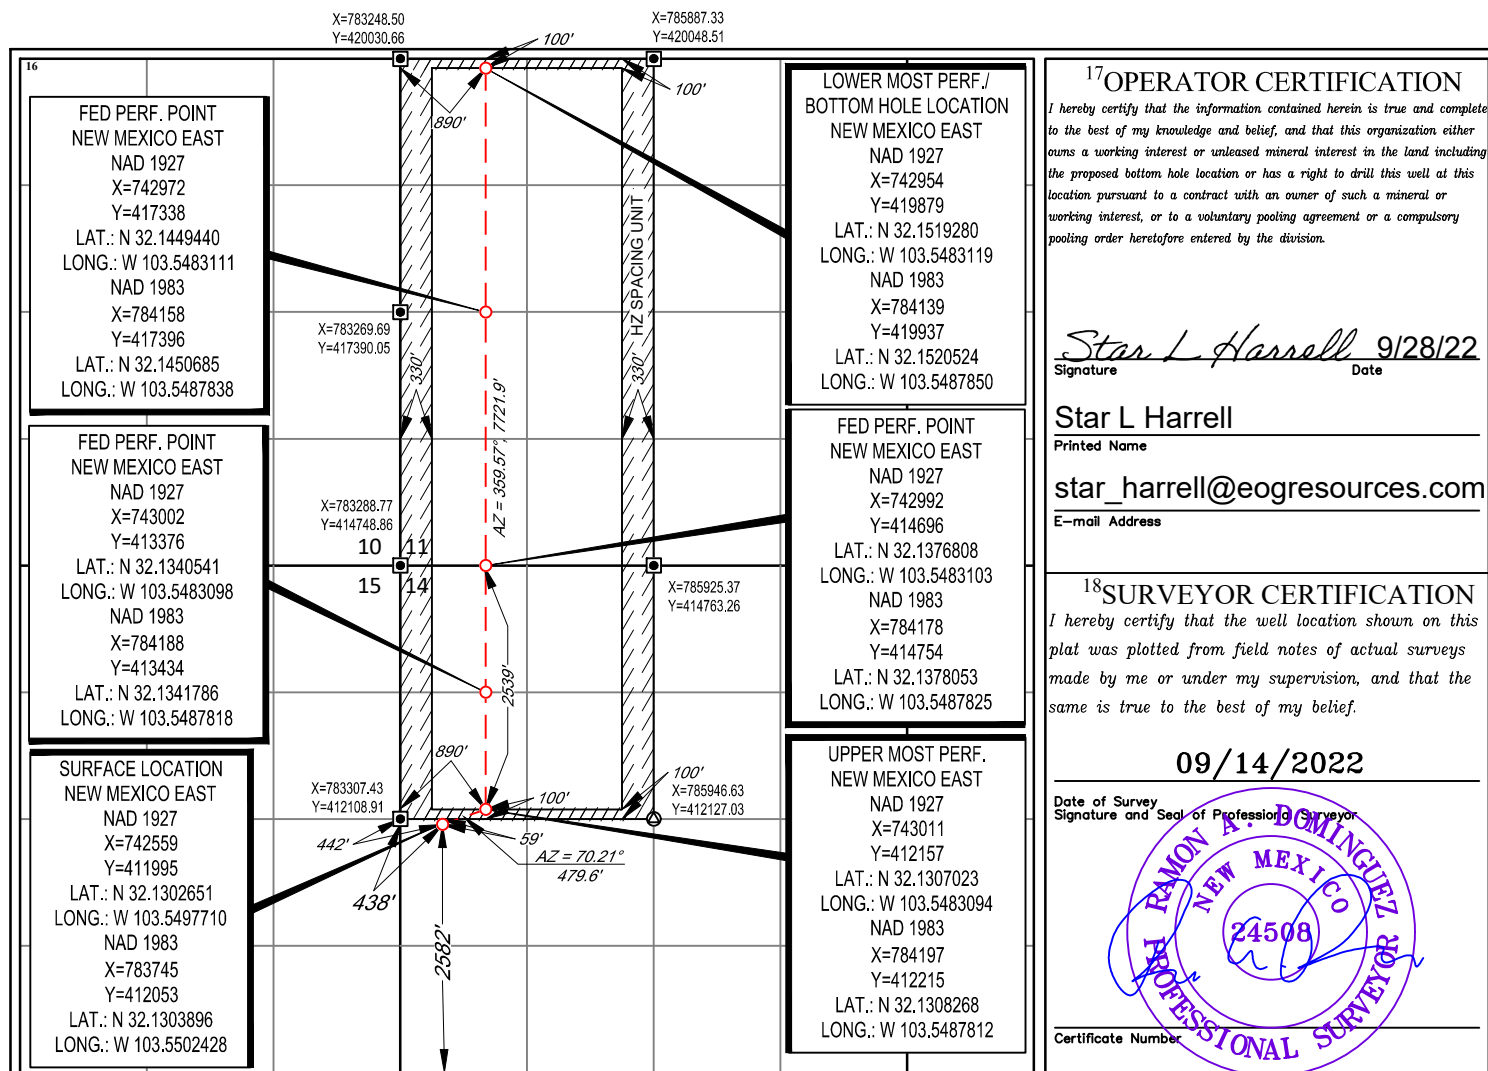 X=783248.50
Y=420030.66
X=785887.33
Y=420048.51
16
100'
100'
890'
FED PERF. POINT
NEW MEXICO EAST
NAD 1927
X=742972
Y=417338
LAT.: N 32.1449440
LONG.: W 103.5483111
NAD 1983
X=784158
Y=417396
LAT.: N 32.1450685
LONG.: W 103.5487838
LOWER MOST PERF./
BOTTOM HOLE LOCATION
NEW MEXICO EAST
NAD 1927
X=742954
Y=419879
LAT.: N 32.1519280
LONG.: W 103.5483119
NAD 1983
X=784139
Y=419937
LAT.: N 32.1520524
LONG.: W 103.5487850
HZ SPACING UNIT
X=783269.69
Y=417390.05
330'
330'
AZ = 359.57°, 7721.9'
FED PERF. POINT
NEW MEXICO EAST
NAD 1927
X=743002
Y=413376
LAT.: N 32.1340541
LONG.: W 103.5483098
NAD 1983
X=784188
Y=413434
LAT.: N 32.1341786
LONG.: W 103.5487818
FED PERF. POINT
NEW MEXICO EAST
NAD 1927
X=742992
Y=414696
LAT.: N 32.1376808
LONG.: W 103.5483103
NAD 1983
X=784178
Y=414754
LAT.: N 32.1378053
LONG.: W 103.5487825
X=783288.77
Y=414748.86
10 11
15 14
X=785925.37
Y=414763.26
2539'
890'
100'
100'
X=783307.43
Y=412108.91
X=785946.63
Y=412127.03
442'
59'
AZ = 70.21°
479.6'
438'
2582'
SURFACE LOCATION
NEW MEXICO EAST
NAD 1927
X=742559
Y=411995
LAT.: N 32.1302651
LONG.: W 103.5497710
NAD 1983
X=783745
Y=412053
LAT.: N 32.1303896
LONG.: W 103.5502428
UPPER MOST PERF.
NEW MEXICO EAST
NAD 1927
X=743011
Y=412157
LAT.: N 32.1307023
LONG.: W 103.5483094
NAD 1983
X=784197
Y=412215
LAT.: N 32.1308268
LONG.: W 103.5487812
17 OPERATOR CERTIFICATION
I hereby certify that the information contained herein is true and complete
to the best of my knowledge and belief, and that this organization either
owns a working interest or unleased mineral interest in the land including
the proposed bottom hole location or has a right to drill this well at this
location pursuant to a contract with an owner of such a mineral or
working interest, or to a voluntary pooling agreement or a compulsory
pooling order heretofore entered by the division.
Star L Harrell 9/28/22
Signature Date
Star L Harrell
Printed Name
star_harrell@eogresources.com
E-mail Address
18 SURVEYOR CERTIFICATION
I hereby certify that the well location shown on this
plat was plotted from field notes of actual surveys
made by me or under my supervision, and that the
same is true to the best of my belief.
09/14/2022
Date of Survey
Signature and Seal of Professional Surveyor
RAMON A. DOMINGUEZ
NEW MEXICO
24508
PROFESSIONAL SURVEYOR
Certificate Number